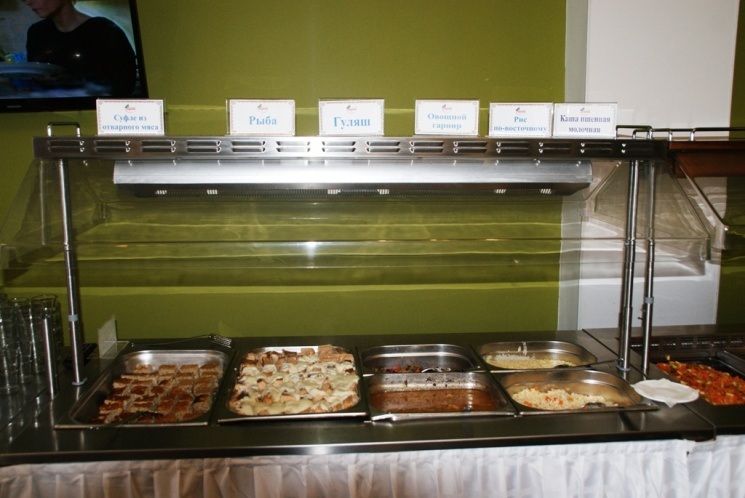 Суфле из
отварного мяса
Рыба
Гуляш
Овощной
гарнир
Рис
по-восточному
Каша пшенная
молочная